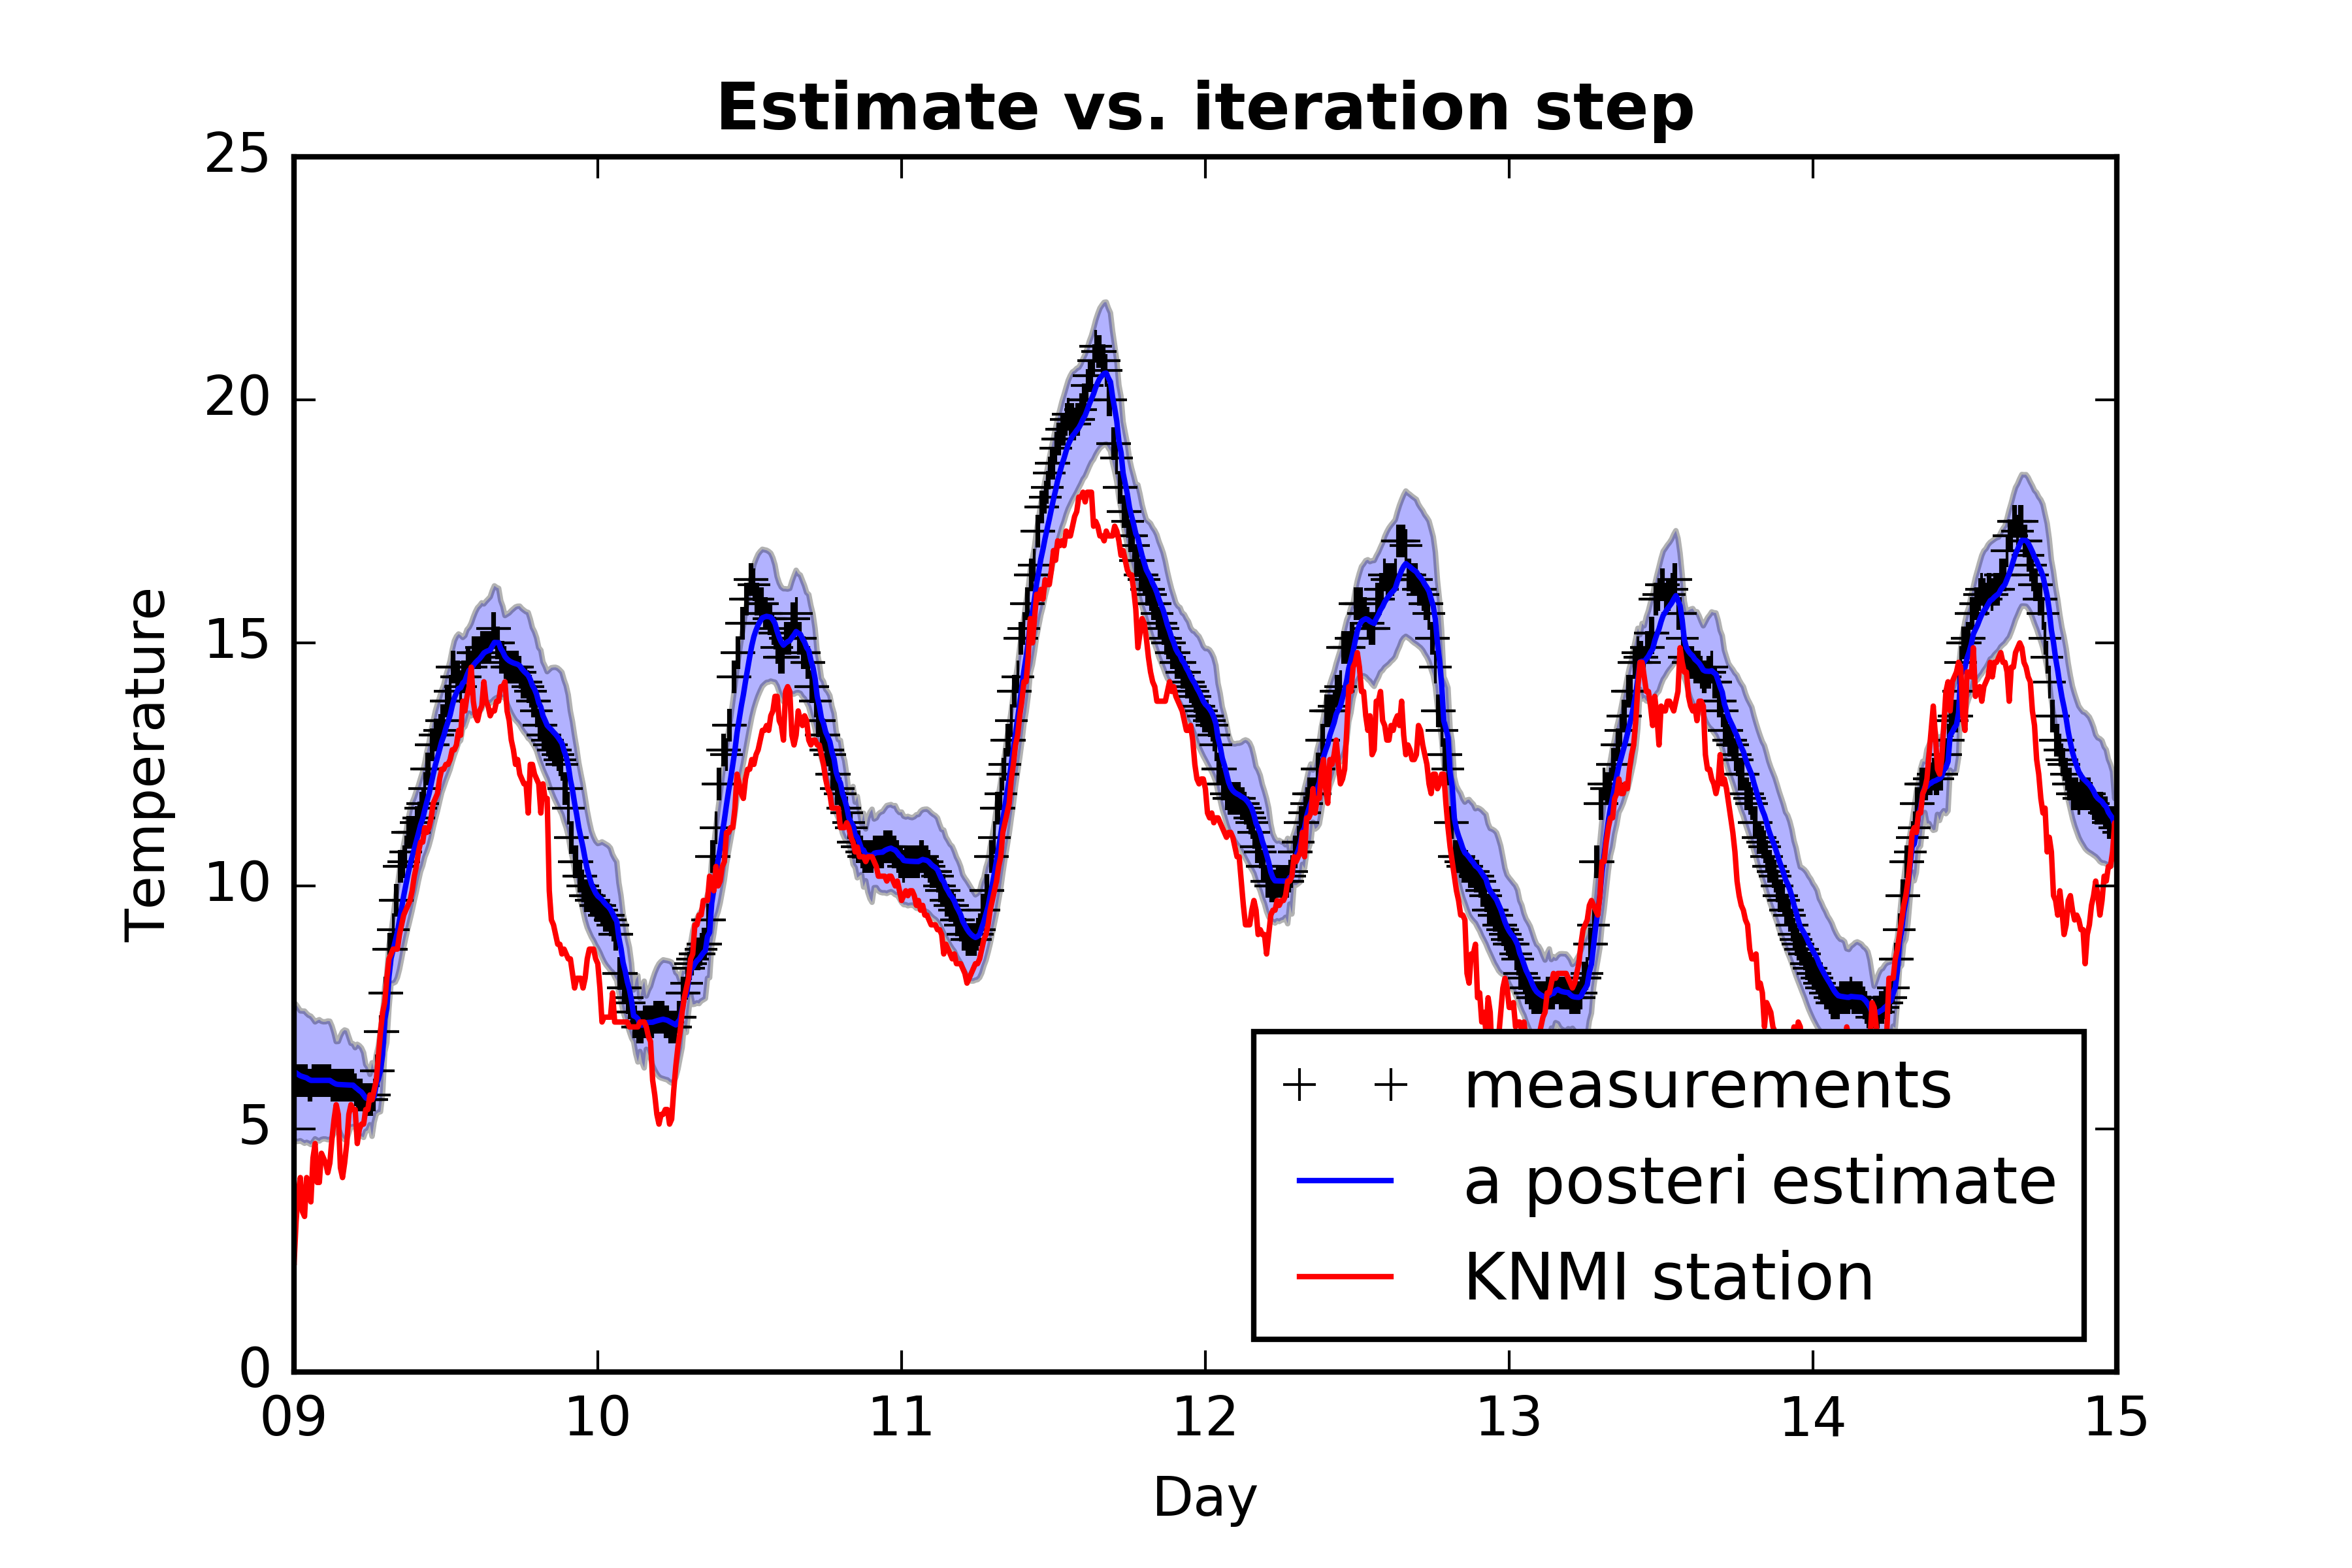 Estimate vs. iteration step
25
20
15
10
5
0
Temperature
09 10 11 12 13 14 15
Day
measurements
a posteri estimate
KNMI station